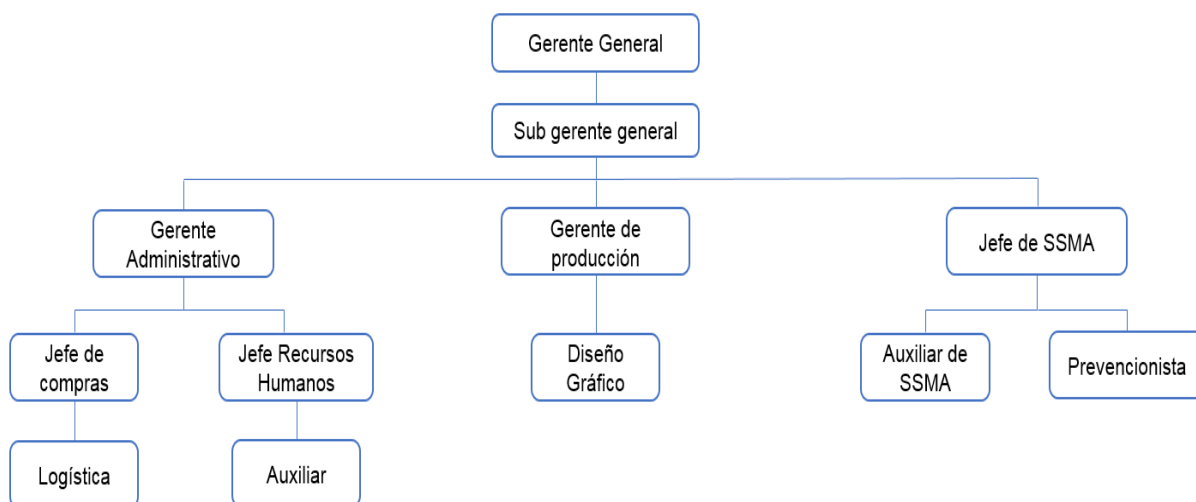 Gerente General
Sub gerente general
Gerente
Administrativo
Gerente de
producción
Jefe de SSMA
Jefe de
compras
Jefe Recursos
Humanos
Diseño
Gráfico
Auxiliar de
SSMA
Prevencionista
Logística
Auxiliar